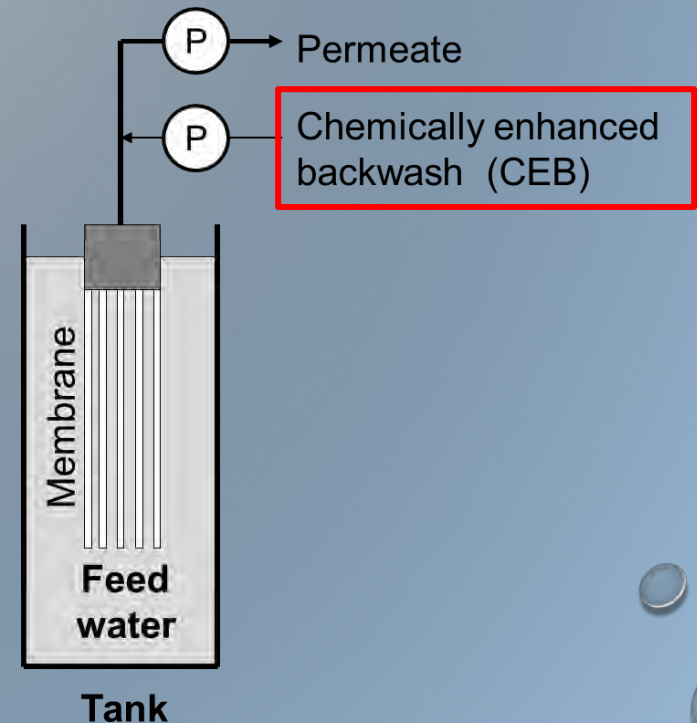 P
Permeate
P
Chemically enhanced
backwash (CEB)
Membrane
Feed
water
Tank